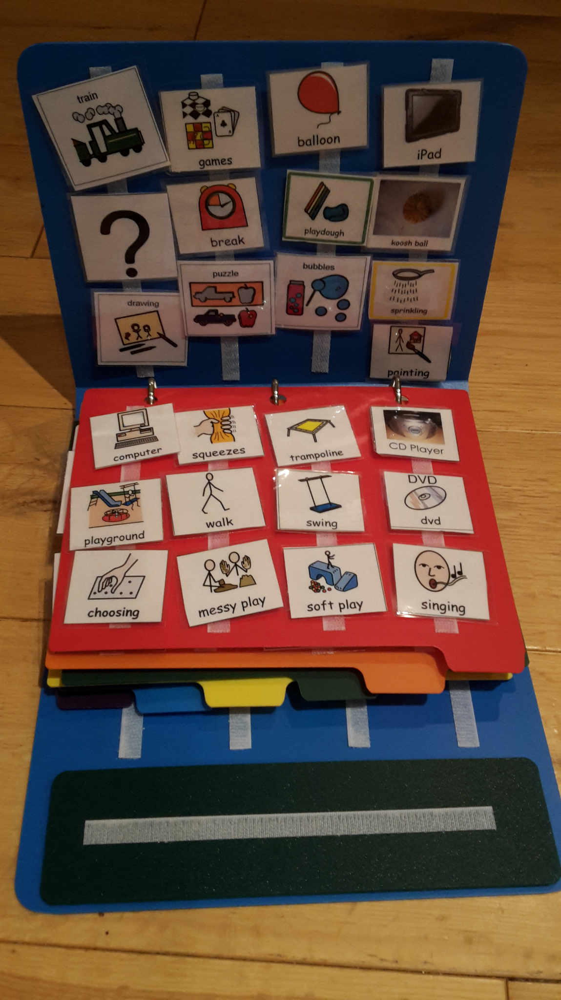 train
games
balloon
iPad
?
break
playdough
koosh ball
drawing
puzzle
bubbles
sprinkling
painting
computer
squeezes
trampoline
CD Player
playground
walk
swing
DVD
dvd
choosing
messy play
soft play
singing